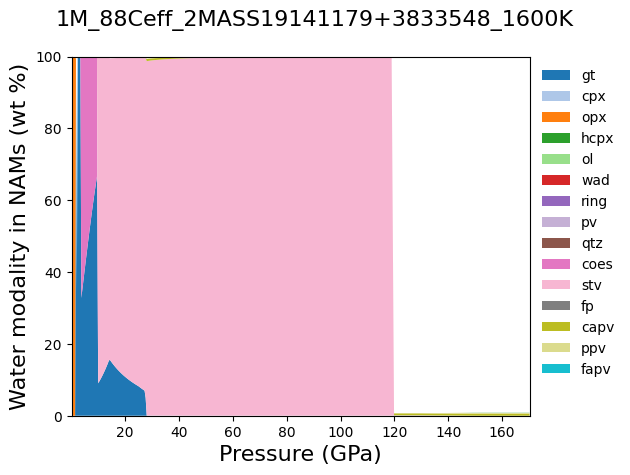 1M_88Ceff_2MASS19141179+3833548_1600K
Water modality in NAMs (wt %)
100
80
60
40
20
0
20
40
60
80
100
120
140
160
Pressure (GPa)
gt
cpx
opx
hcpx
ol
wad
ring
pv
qtz
coes
stv
fp
capv
ppv
fapv